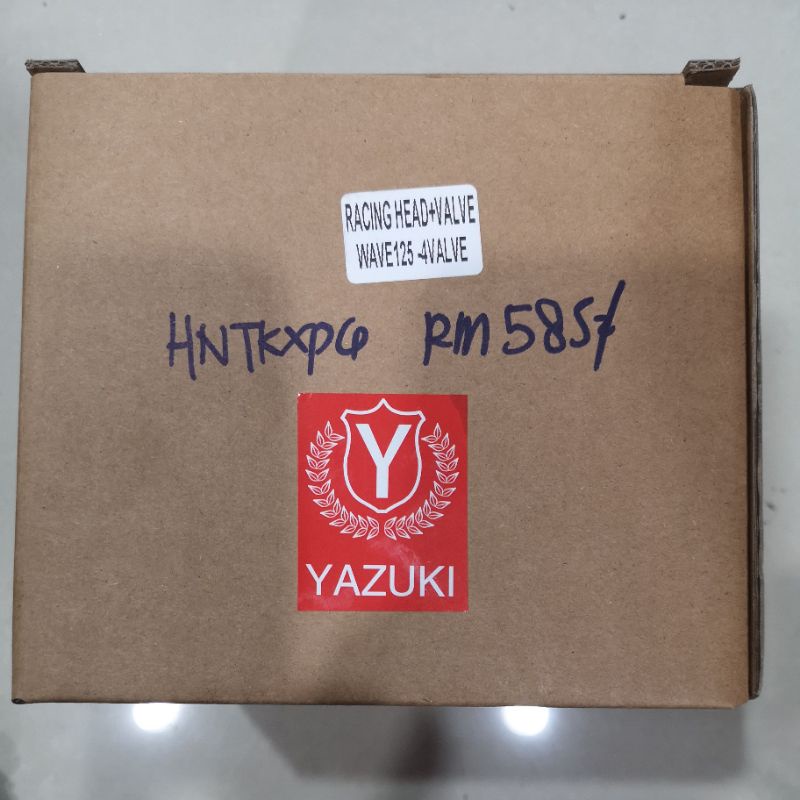 RACING HEAD+VALVE
WAVE125 -4VALVE
HNTKXPG RM585/
Y
YAZUKI